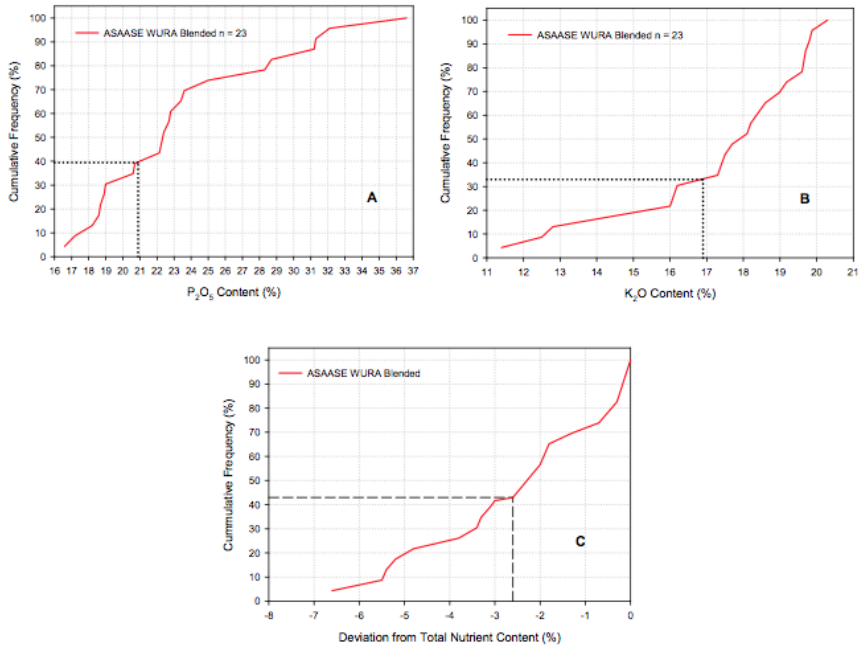 ASAASE WURA Blended n = 23
Cumulative Frequency (%)
100
90
80
70
60
50
40
30
20
10
0
A
16 17 18 19 20 21 22 23 24 25 26 27 28 29 30 31 32 33 34 35 36 37
P₂O₅ Content (%)
ASAASE WURA Blended n = 23
Cumulative Frequency (%)
100
90
80
70
60
50
40
30
20
10
0
B
11 12 13 14 15 16 17 18 19 20 21
K₂O Content (%)
ASAASE WURA Blended
Cummulative Frequency (%)
100
90
80
70
60
50
40
30
20
10
0
C
-8 -7 -6 -5 -4 -3 -2 -1 0
Deviation from Total Nutrient Content (%)